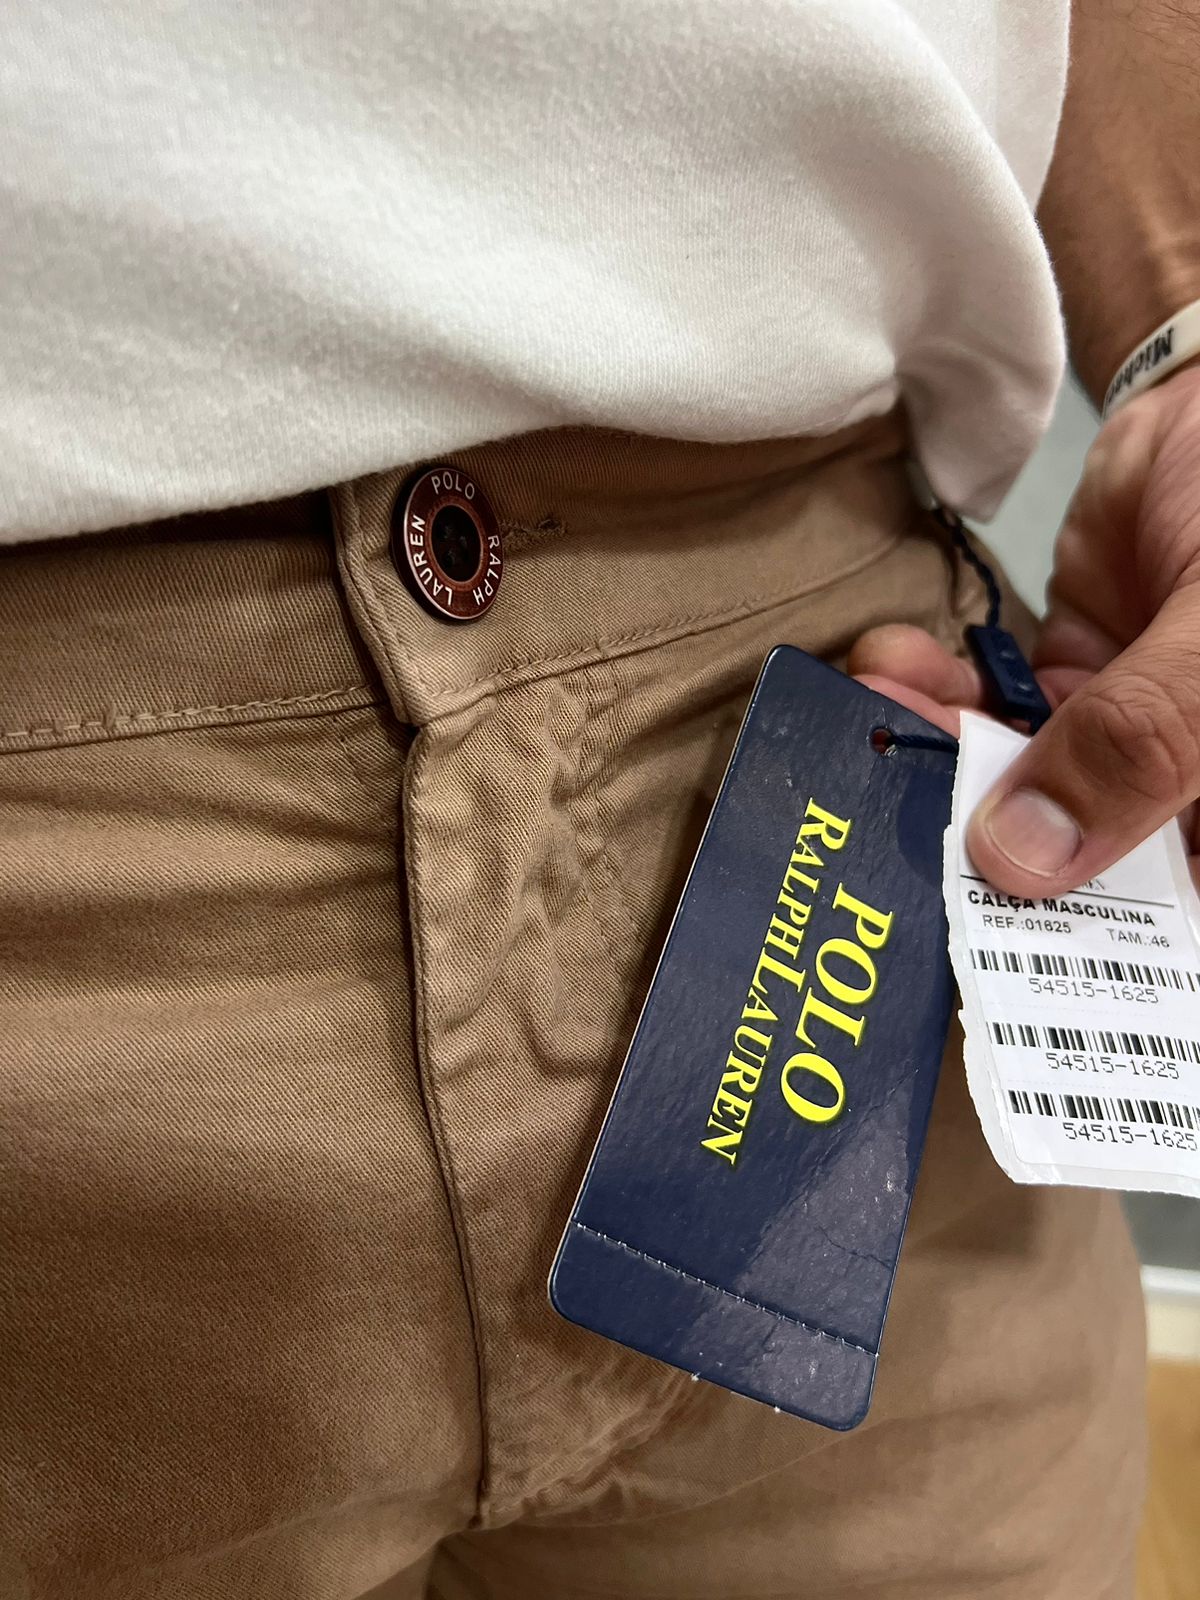 POLO RALPH LAUREN
POLO
RALPH LAUREN
CALÇA MASCULINA
REF.:01625 TAM.:46
54515-1625
54515-1625
54515-1625